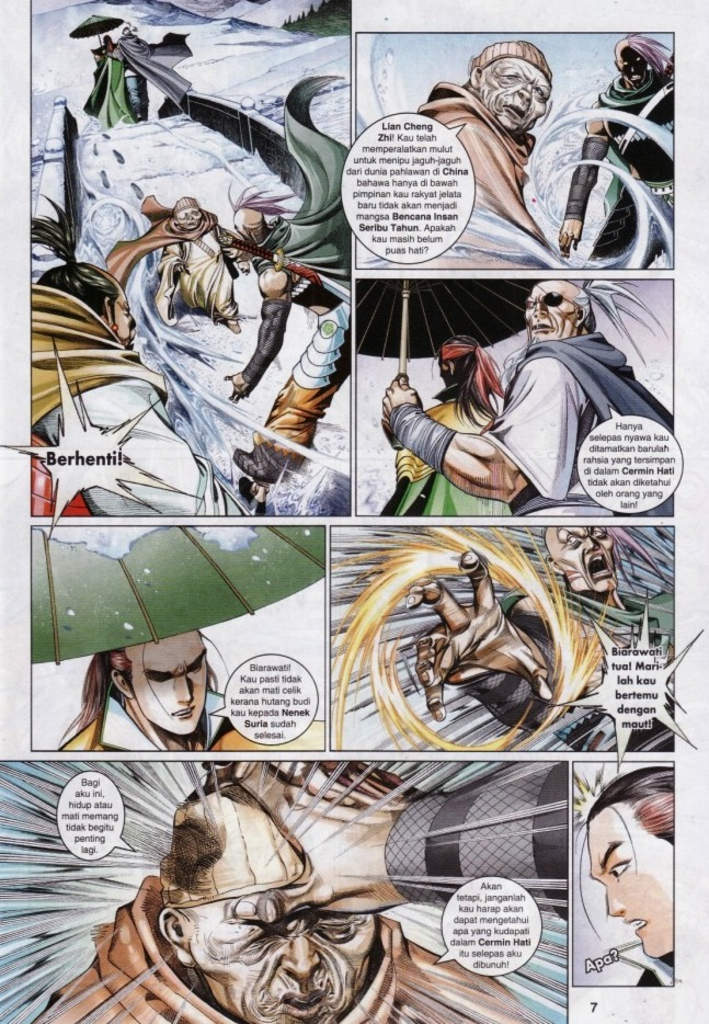 Berhenti!
Lian Cheng
Zhi! Kau telah
memperalatkan mulut
untuk menipu jaguh-jaguh
dari dunia pahlawan di China
bahawa hanya di bawah
pimpinan kau rakyat jelata
baru tidak akan menjadi
mangsa Bencana Insan
Seribu Tahun. Apakah
kau masih belum
puas hati?
Hanya
selepas nyawa kau
ditamatkan barulah
rahsia yang tersimpan
di dalam Cermin Hati
tidak akan diketahui
oleh orang yang
lain!
Biarawati!
Kau pasti tidak
akan mati celik
kerana hutang budi
kau kepada Nenek
Suria sudah
selesai.
Biarawati
tua! Mari-
lah kau
bertemu
dengan
maut!
Bagi
aku ini,
hidup atau
mati memang
tidak begitu
penting
lagi.
Akan
tetapi, janganlah
kau harap akan
dapat mengetahui
apa yang kudapati
dalam Cermin Hati
itu selepas aku
dibunuh!
Apa?
7